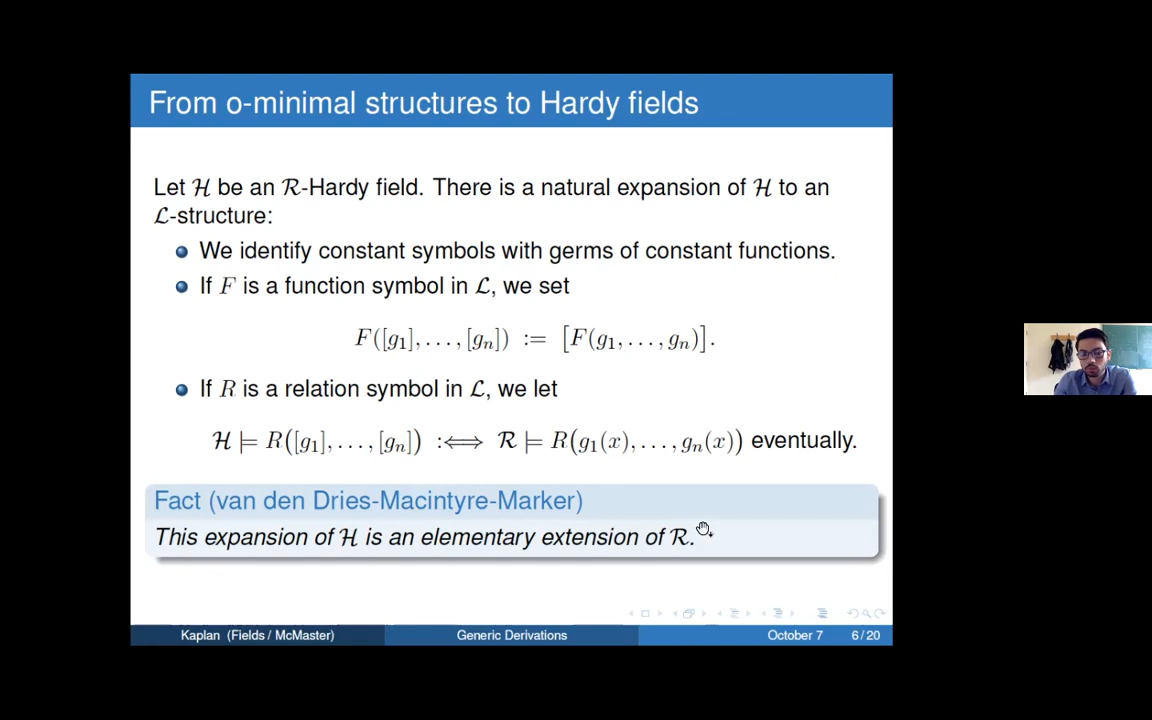 From o-minimal structures to Hardy fields
Let ℋ be an ℛ-Hardy field. There is a natural expansion of ℋ to an
ℒ-structure:
We identify constant symbols with germs of constant functions.
If F is a function symbol in ℒ, we set
F([g₁], . . . , [gₙ]) := [F(g₁, . . . , gₙ)].
If R is a relation symbol in ℒ, we let
ℋ ⊨ R([g₁], . . . , [gₙ]) :⟺ ℛ ⊨ R(g₁(x), . . . , gₙ(x)) eventually.
Fact (van den Dries-Macintyre-Marker)
This expansion of ℋ is an elementary extension of ℛ.
Kaplan (Fields / McMaster) Generic Derivations October 7 6 / 20